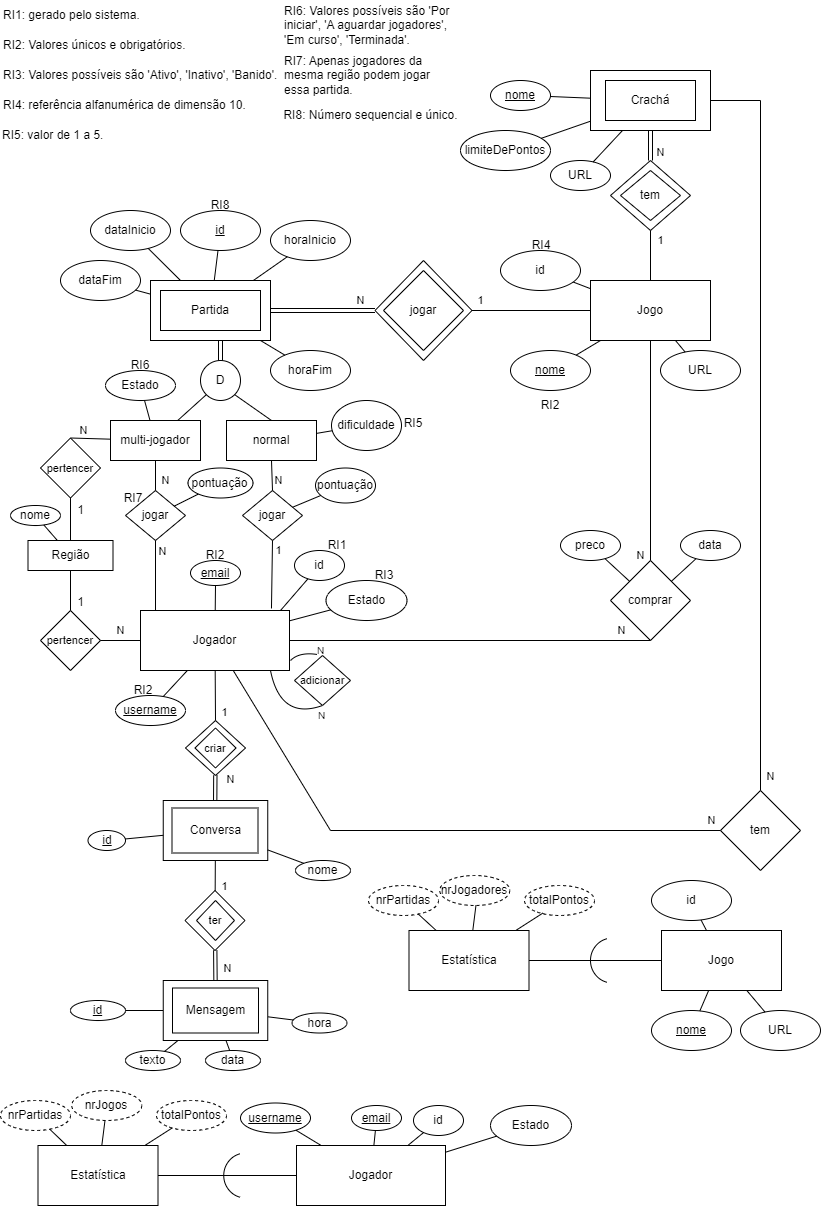 RI1: gerado pelo sistema.
RI2: Valores únicos e obrigatórios.
RI3: Valores possíveis são 'Ativo', 'Inativo', 'Banido'.
RI4: referência alfanumérica de dimensão 10.
RI5: valor de 1 a 5.
RI6: Valores possíveis são 'Por
iniciar', 'A aguardar jogadores',
'Em curso', 'Terminada'.
RI7: Apenas jogadores da
mesma região podem jogar
essa partida.
RI8: Número sequencial e único.
nome
Crachá
limiteDePontos
URL
N
tem
1
RI8
dataInicio
id
horaInicio
dataFim
Partida
N
jogar
1
RI4
id
Jogo
horaFim
nome
URL
RI2
D
RI6
Estado
multi-jogador
normal
dificuldade
RI5
N
pertencer
1
N
pontuação
RI7
jogar
N
N
pontuação
jogar
1
nome
Região
1
pertencer
N
RI2
email
RI1
id
RI3
Estado
Jogador
preco
data
N
comprar
N
N
adicionar
N
RI2
username
1
criar
N
Conversa
id
nome
N
N
tem
1
ter
N
Mensagem
id
hora
texto
data
nrPartidas
nrJogadores
totalPontos
Estatística
id
Jogo
nome
URL
nrPartidas
nrJogos
totalPontos
Estatística
username
email
id
Estado
Jogador